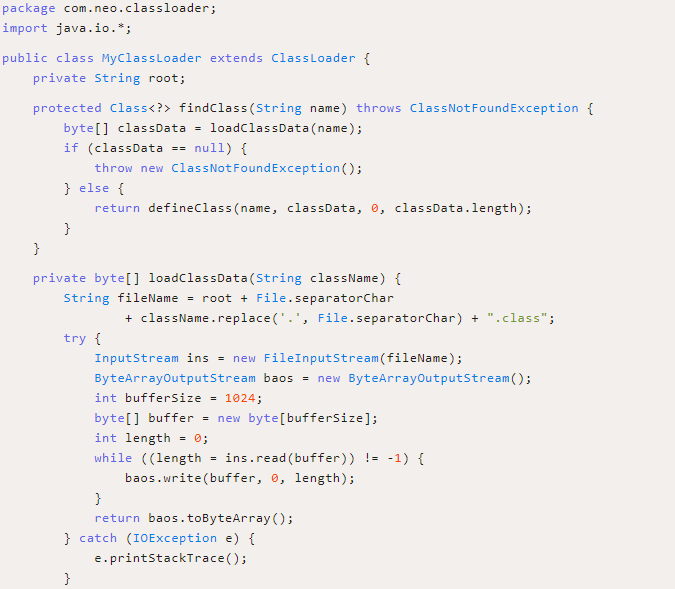 package com.neo.classloader;
import java.io.*;
public class MyClassLoader extends ClassLoader {
    private String root;
    protected Class<?> findClass(String name) throws ClassNotFoundException {
        byte[] classData = loadClassData(name);
        if (classData == null) {
            throw new ClassNotFoundException();
        } else {
            return defineClass(name, classData, 0, classData.length);
        }
    }
    private byte[] loadClassData(String className) {
        String fileName = root + File.separatorChar
                + className.replace('.', File.separatorChar) + ".class";
        try {
            InputStream ins = new FileInputStream(fileName);
            ByteArrayOutputStream baos = new ByteArrayOutputStream();
            int bufferSize = 1024;
            byte[] buffer = new byte[bufferSize];
            int length = 0;
            while ((length = ins.read(buffer)) != -1) {
                baos.write(buffer, 0, length);
            }
            return baos.toByteArray();
        } catch (IOException e) {
            e.printStackTrace();
        }